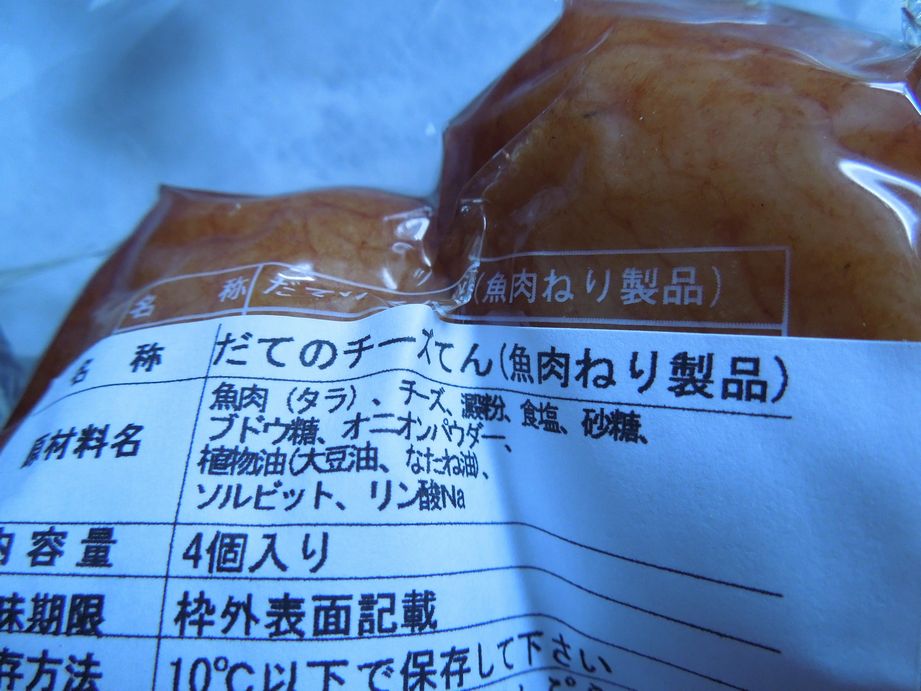 名 称 だて (魚肉ねり製品)
名 称 だてのチーズてん(魚肉ねり製品)
原材料名 魚肉（タラ）、チーズ、澱粉、食塩、砂糖、
ブドウ糖、オニオンパウダー、
植物油(大豆油、なたね油)、
ソルビット、リン酸Na
内容量 4個入り
味期限 枠外表面記載
存方法 10℃以下で保存して下さい